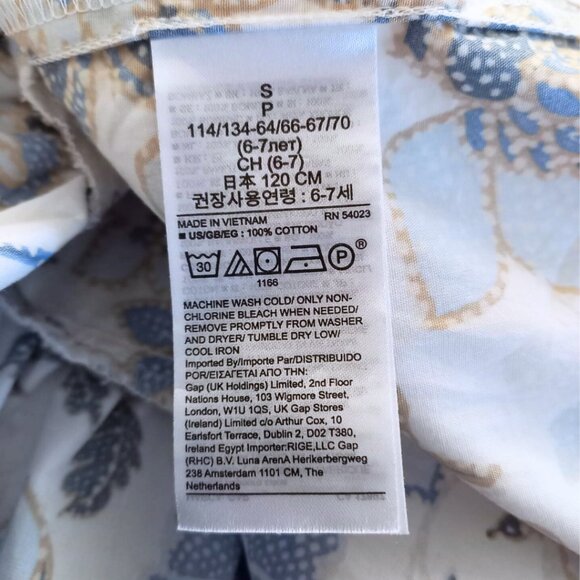 S
P
114/134-64/66-67/70
(6-7лет)
CH (6-7)
日本 120 CM
권장사용연령 : 6-7 세
MADE IN VIETNAM RN 54023
■ US/GB/EG : 100% COTTON
30 P ®
1166
MACHINE WASH COLD/ ONLY NON-
CHLORINE BLEACH WHEN NEEDED/
REMOVE PROMPTLY FROM WASHER
AND DRYER/ TUMBLE DRY LOW/
COOL IRON
Imported By/Importe Par/DISTRIBUIDO
POR/ΕΙΣΑΓΕΤΑΙ ΑΠΟ ΤΗΝ:
Gap (UK Holdings) Limited, 2nd Floor
Nations House, 103 Wigmore Street,
London, W1U 1QS, UK Gap Stores
(Ireland) Limited c/o Arthur Cox, 10
Earlsfort Terrace, Dublin 2, D02 T380,
Ireland Egypt Importer:RIGE,LLC Gap
(RHC) B.V. Luna ArenA Herikerbergweg
238 Amsterdam 1101 CM, The
Netherlands